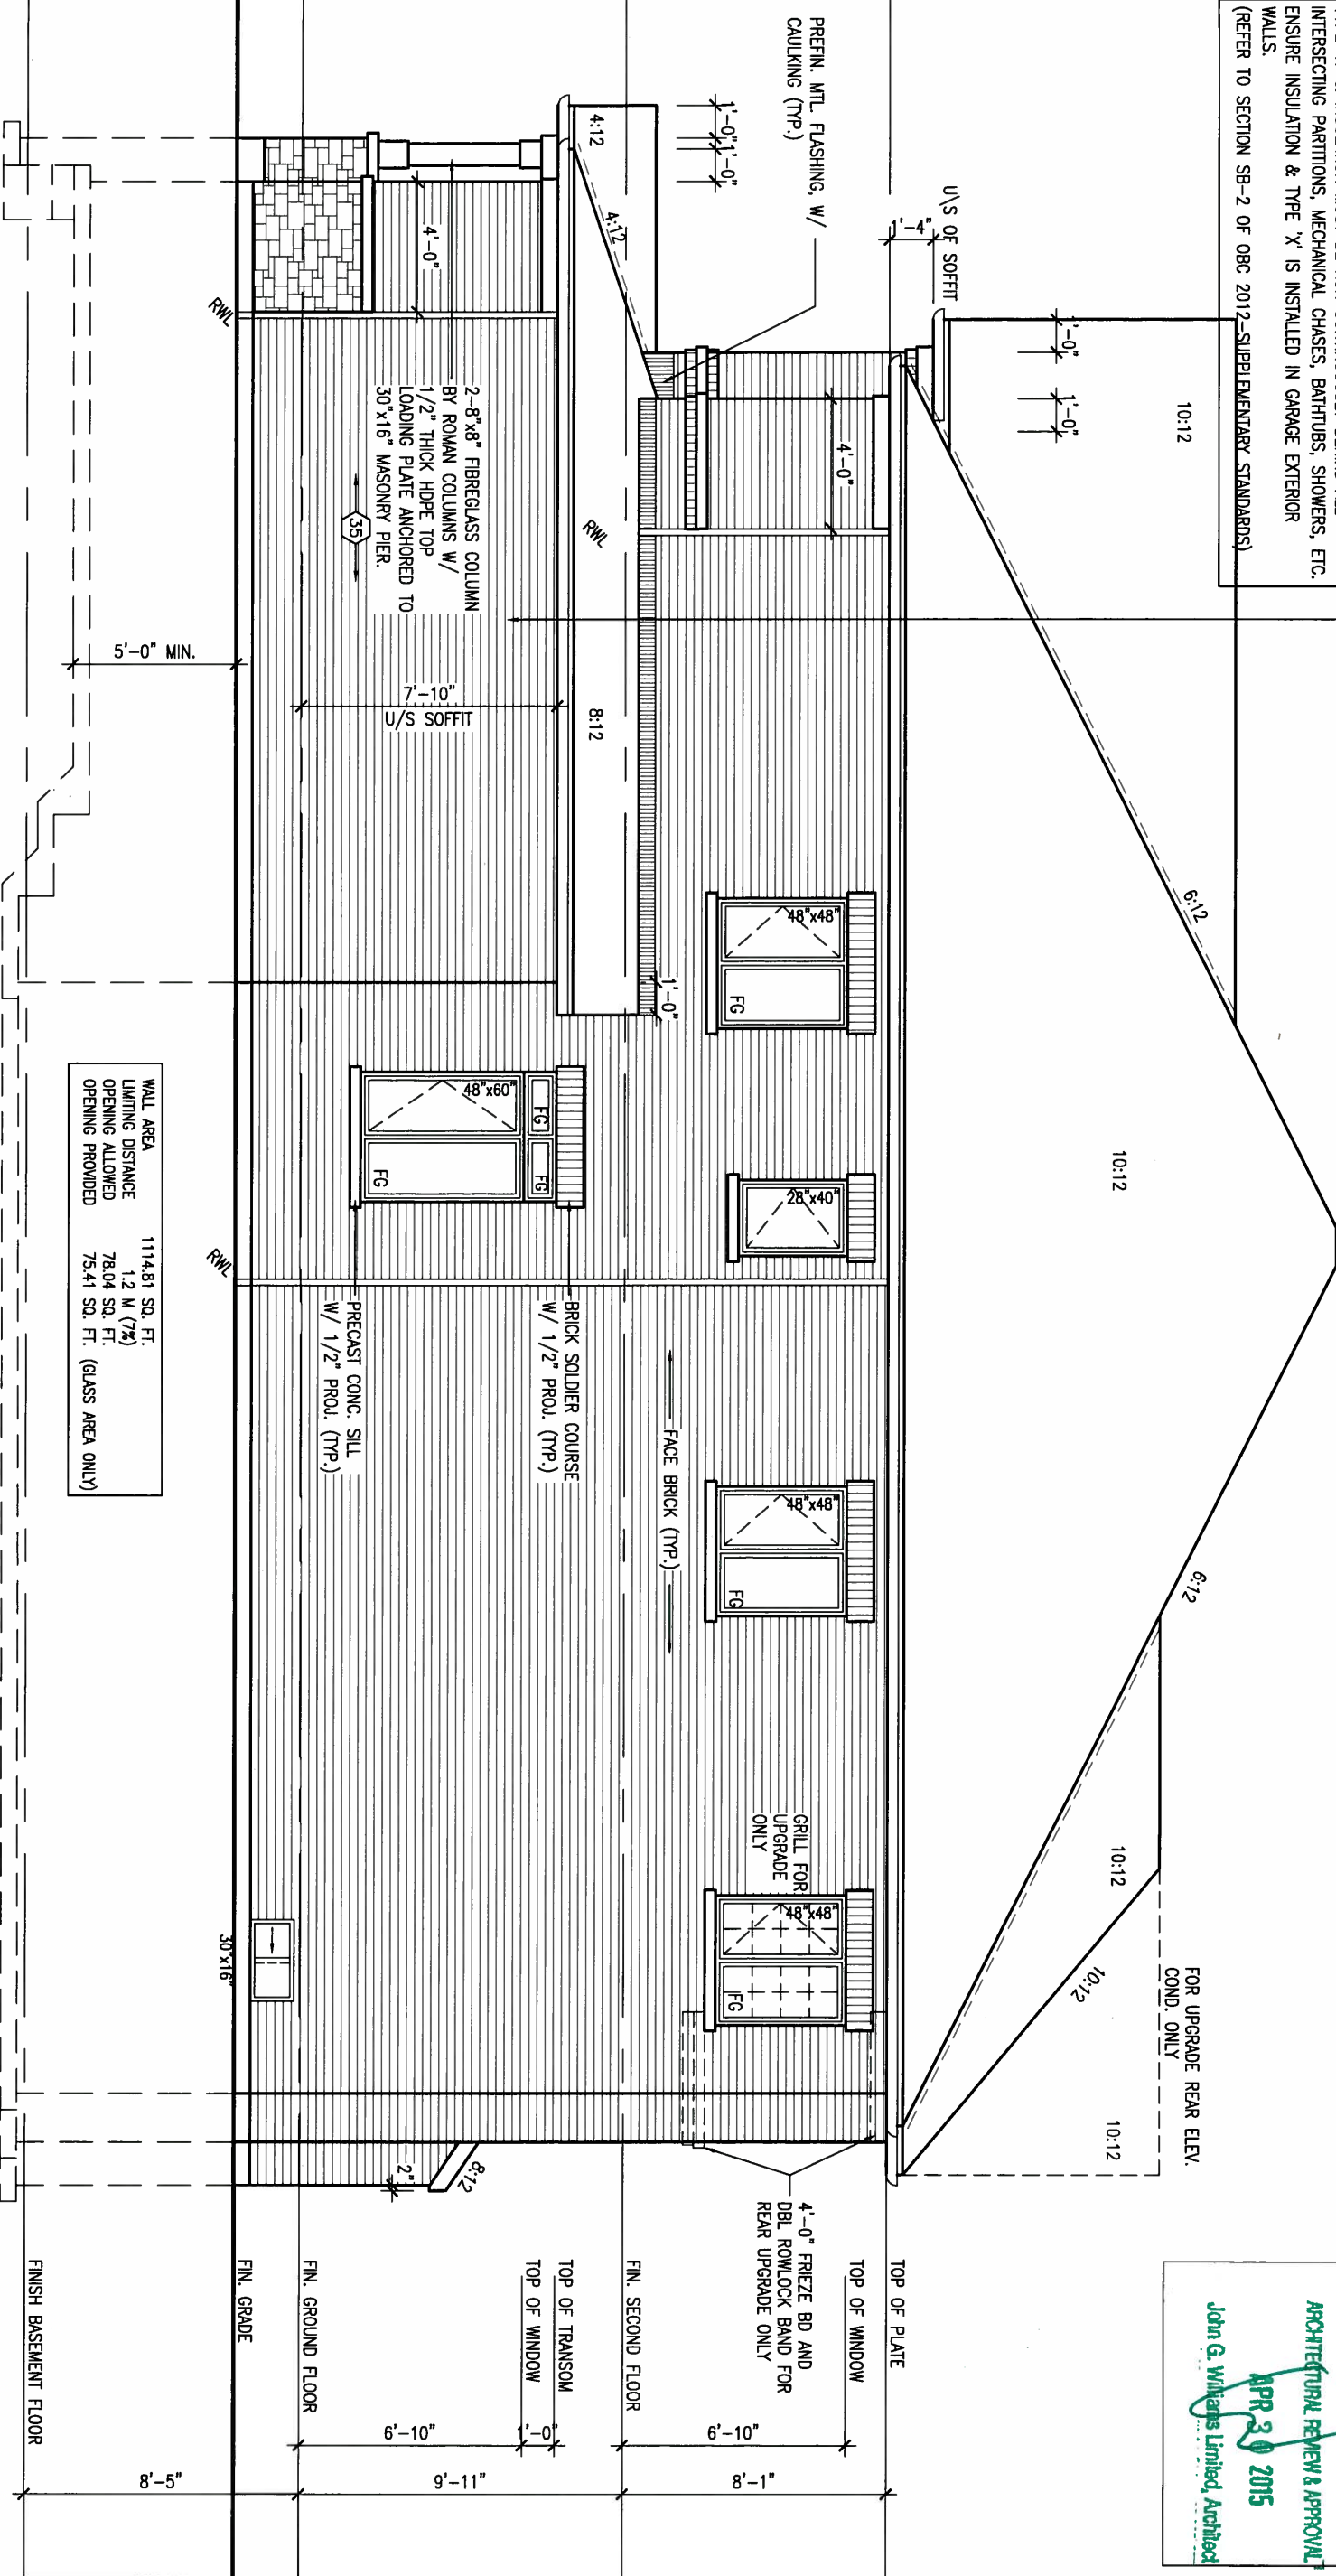 INTERSECTING PARTITIONS, MECHANICAL CHASES, BATHTUBS, SHOWERS, ETC.
ENSURE INSULATION & TYPE 'X' IS INSTALLED IN GARAGE EXTERIOR
WALLS.
(REFER TO SECTION SB-2 OF OBC 2012-SUPPLEMENTARY STANDARDS)
ARCHITECTURAL REVIEW & APPROVAL
APR 30 2015
John G. Williams Limited, Architect
10:12
6:12
10:12
6:12
10:12
10:12
10:12
FOR UPGRADE REAR ELEV.
COND. ONLY
1'-0"
1'-0"
U\S OF SOFFIT
1'-4"
PREFIN. MTL. FLASHING, W/
CAULKING (TYP.)
1'-0"
1'-0"
4:12
4:12
4'-0"
8:12
RWL
1'-0"
48"x48"
FG
28"x40"
48"x48"
FG
GRILL FOR
UPGRADE
ONLY
48"x48"
FG
FACE BRICK (TYP.)
4'-0" FRIEZE BD AND
DBL ROWLOCK BAND FOR
REAR UPGRADE ONLY
TOP OF PLATE
TOP OF WINDOW
FIN. SECOND FLOOR
TOP OF TRANSOM
TOP OF WINDOW
FIN. GROUND FLOOR
FIN. GRADE
FINISH BASEMENT FLOOR
6'-10"
8'-1"
1'-0"
6'-10"
9'-11"
8'-5"
4'-0"
RWL
2-8"x8" FIBREGLASS COLUMN
BY ROMAN COLUMNS W/
1/2" THICK HDPE TOP
LOADING PLATE ANCHORED TO
30"x16" MASONRY PIER.
35
7'-10"
U/S SOFFIT
5'-0" MIN.
48"x60"
FG
FG
FG
BRICK SOLDIER COURSE
W/ 1/2" PROJ. (TYP.)
PRECAST CONC. SILL
W/ 1/2" PROJ. (TYP.)
RWL
30"x16"
8:12
2"
WALL AREA 1114.81 SQ. FT.
LIMITING DISTANCE 1.2 M (7%)
OPENING ALLOWED 78.04 SQ. FT.
OPENING PROVIDED 75.41 SQ. FT. (GLASS AREA ONLY)